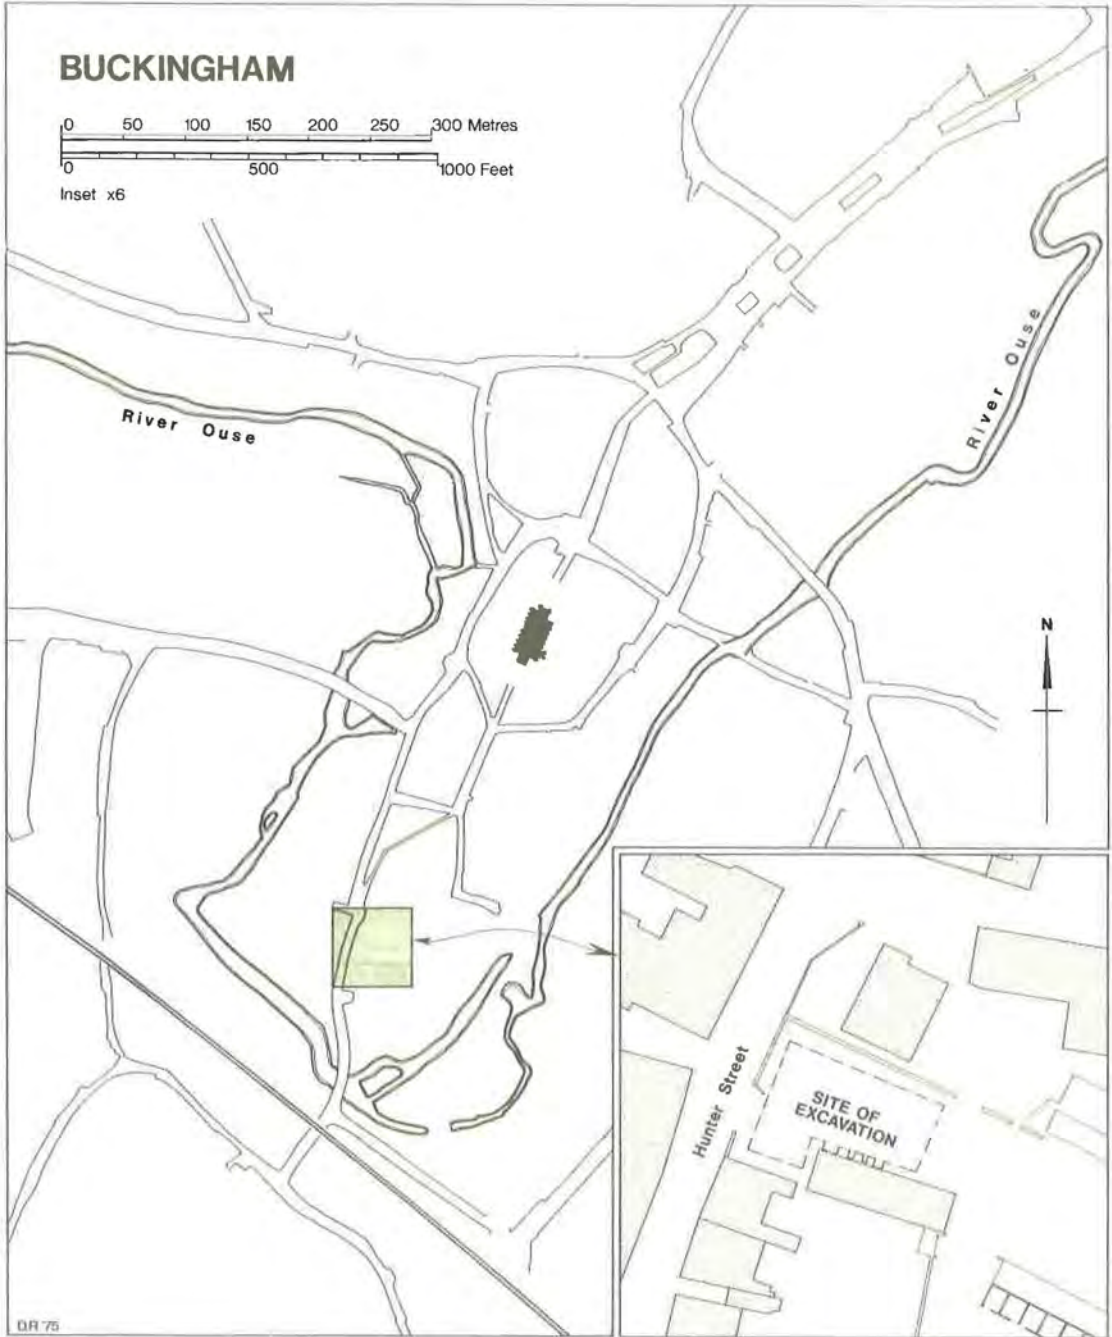 BUCKINGHAM
0 50 100 150 200 250 300 Metres
0 500 1000 Feet
Inset x6
River Ouse
River Ouse
N
Hunter Street
SITE OF
EXCAVATION
D.R '75